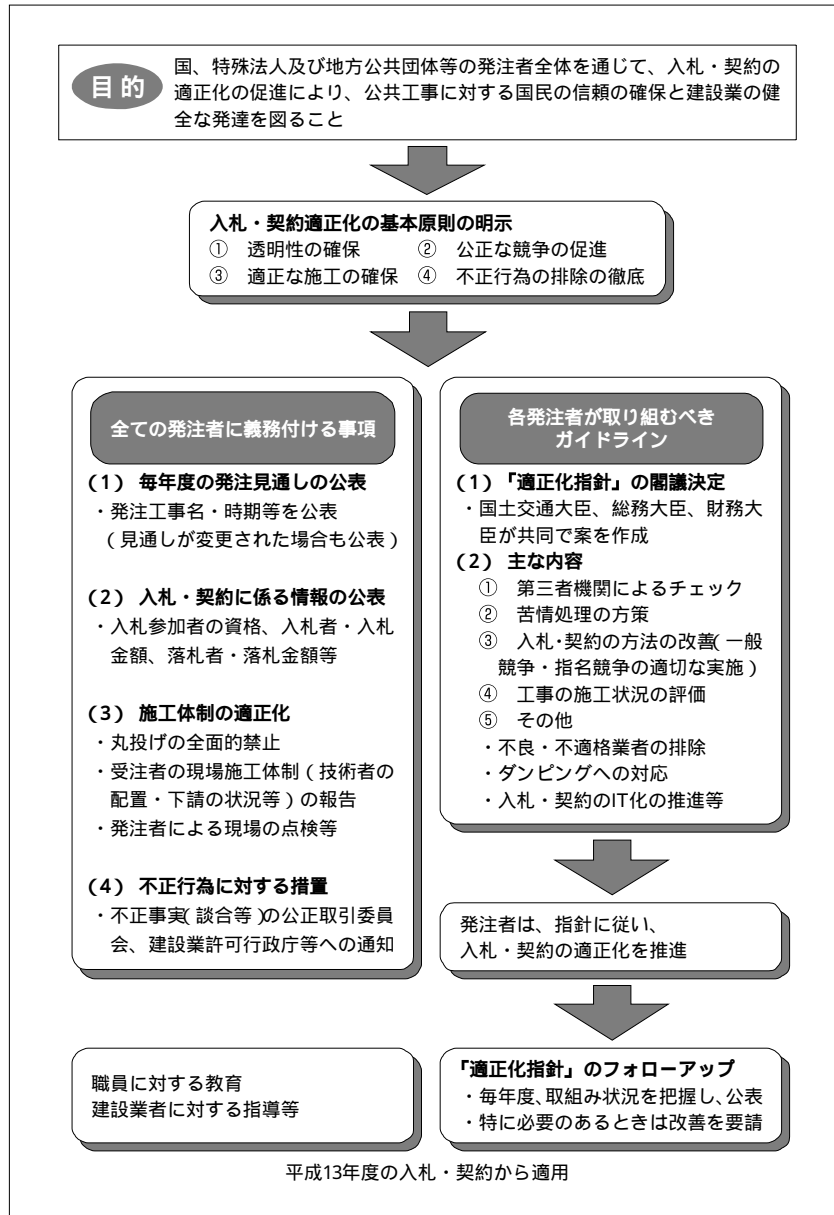 目的
国、特殊法人及び地方公共団体等の発注者全体を通じて、入札・契約の
適正化の促進により、公共工事に対する国民の信頼の確保と建設業の健
全な発達を図ること
入札・契約適正化の基本原則の明示
① 透明性の確保 ② 公正な競争の促進
③ 適正な施工の確保 ④ 不正行為の排除の徹底
全ての発注者に義務付ける事項
(1) 毎年度の発注見通しの公表
・発注工事名・時期等を公表
(見通しが変更された場合も公表)
(2) 入札・契約に係る情報の公表
・入札参加者の資格、入札者・入札
金額、落札者・落札金額等
(3) 施工体制の適正化
・丸投げの全面的禁止
・受注者の現場施工体制(技術者の
配置・下請の状況等)の報告
・発注者による現場の点検等
(4) 不正行為に対する措置
・不正事実(談合等)の公正取引委員
会、建設業許可行政庁等への通知
各発注者が取り組むべき
ガイドライン
(1)「適正化指針」の閣議決定
・国土交通大臣、総務大臣、財務大
臣が共同で案を作成
(2) 主な内容
① 第三者機関によるチェック
② 苦情処理の方策
③ 入札・契約の方法の改善(一般
競争・指名競争の適切な実施)
④ 工事の施工状況の評価
⑤ その他
・不良・不適格業者の排除
・ダンピングへの対応
・入札・契約のIT化の推進等
発注者は、指針に従い、
入札・契約の適正化を推進
職員に対する教育
建設業者に対する指導等
「適正化指針」のフォローアップ
・毎年度、取組み状況を把握し、公表
・特に必要のあるときは改善を要請
平成13年度の入札・契約から適用